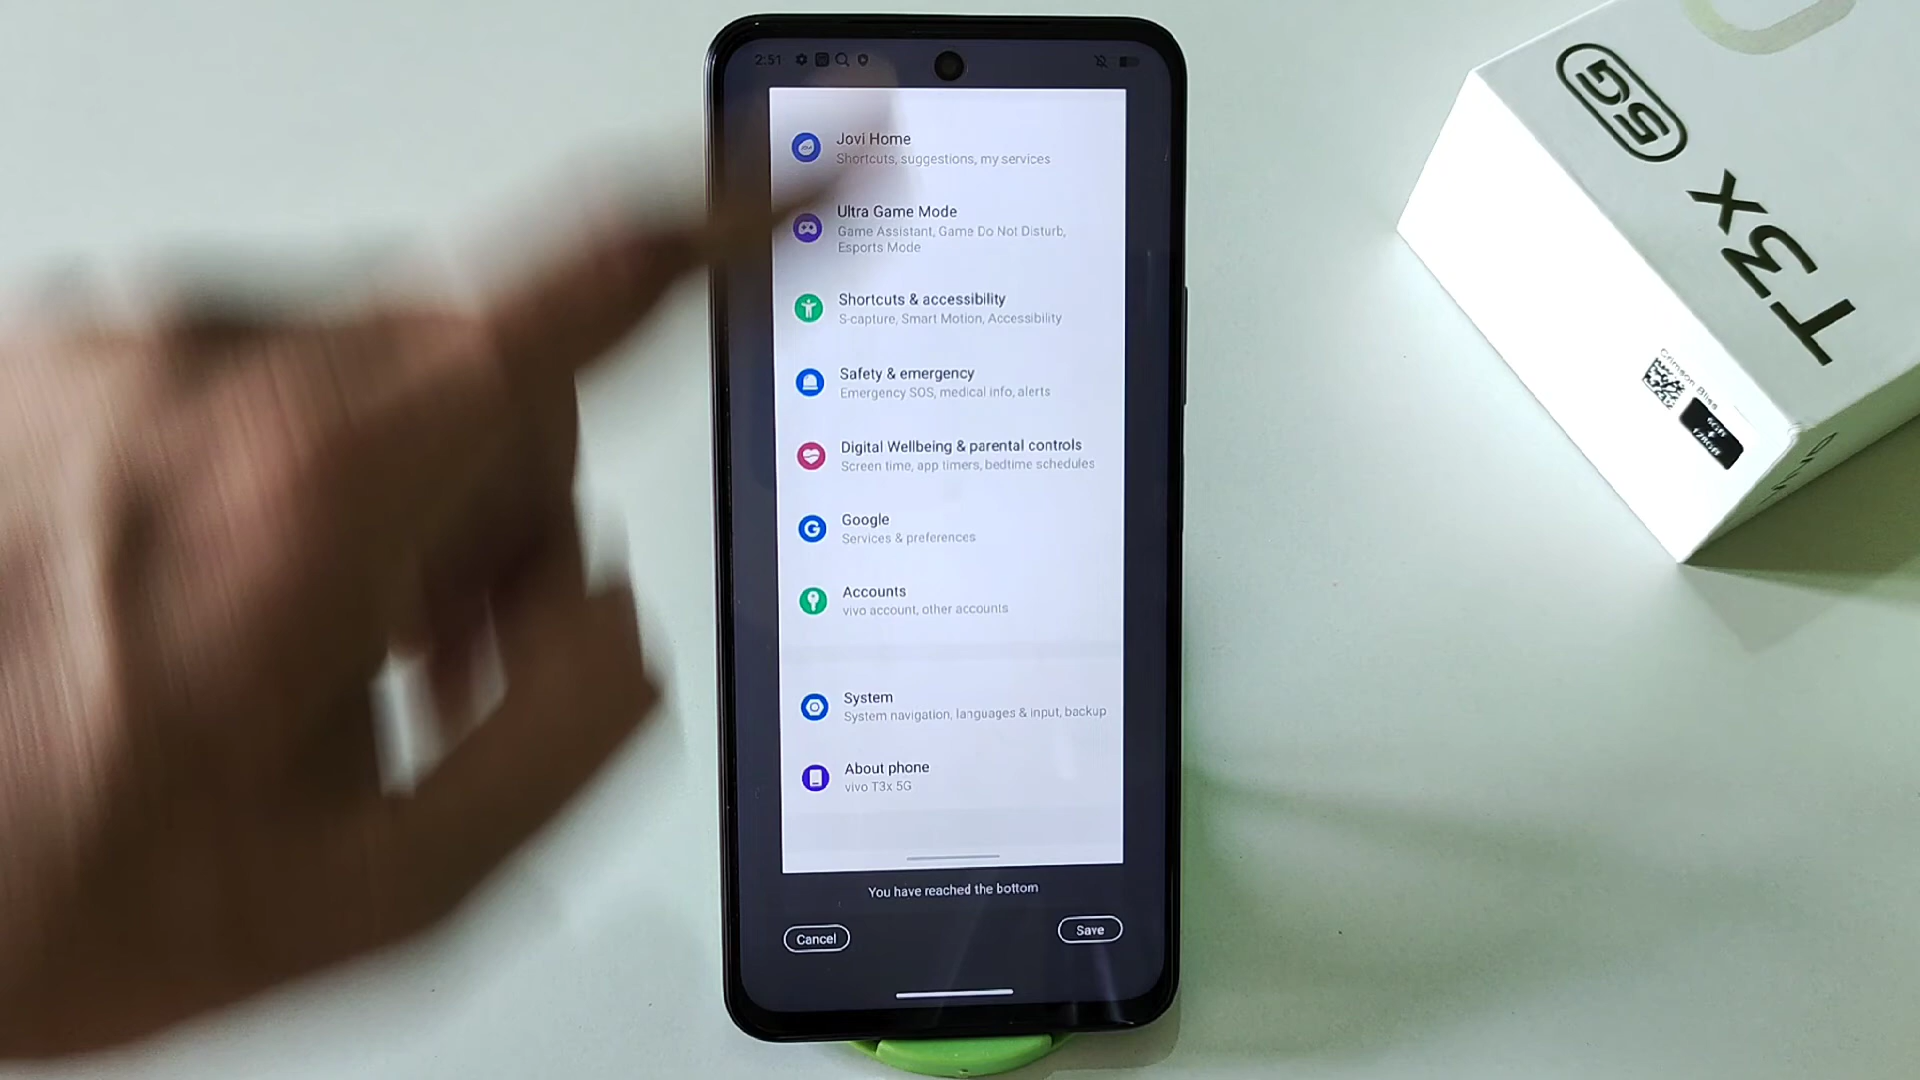 2:51
Jovi Home
Shortcuts, suggestions, my services
Ultra Game Mode
Game Assistant, Game Do Not Disturb,
Esports Mode
Shortcuts & accessibility
S-capture, Smart Motion, Accessibility
Safety & emergency
Emergency SOS, medical info, alerts
Digital Wellbeing & parental controls
Screen time, app timers, bedtime schedules
Google
Services & preferences
Accounts
vivo account, other accounts
System
System navigation, languages & input, backup
About phone
vivo T3x 5G
You have reached the bottom
Cancel
Save
T3x
5G
Crimson Bliss